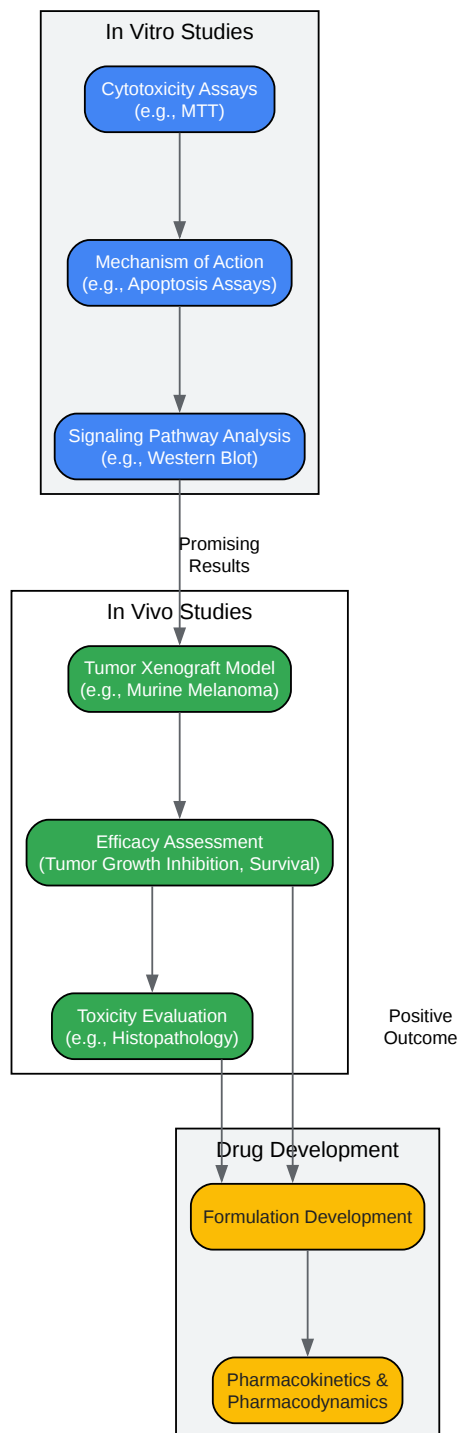 In Vitro Studies
Cytotoxicity Assays
(e.g., MTT)
Mechanism of Action
(e.g., Apoptosis Assays)
Signaling Pathway Analysis
(e.g., Western Blot)
Promising
Results
In Vivo Studies
Tumor Xenograft Model
(e.g., Murine Melanoma)
Efficacy Assessment
(Tumor Growth Inhibition, Survival)
Toxicity Evaluation
(e.g., Histopathology)
Positive
Outcome
Drug Development
Formulation Development
Pharmacokinetics &
Pharmacodynamics